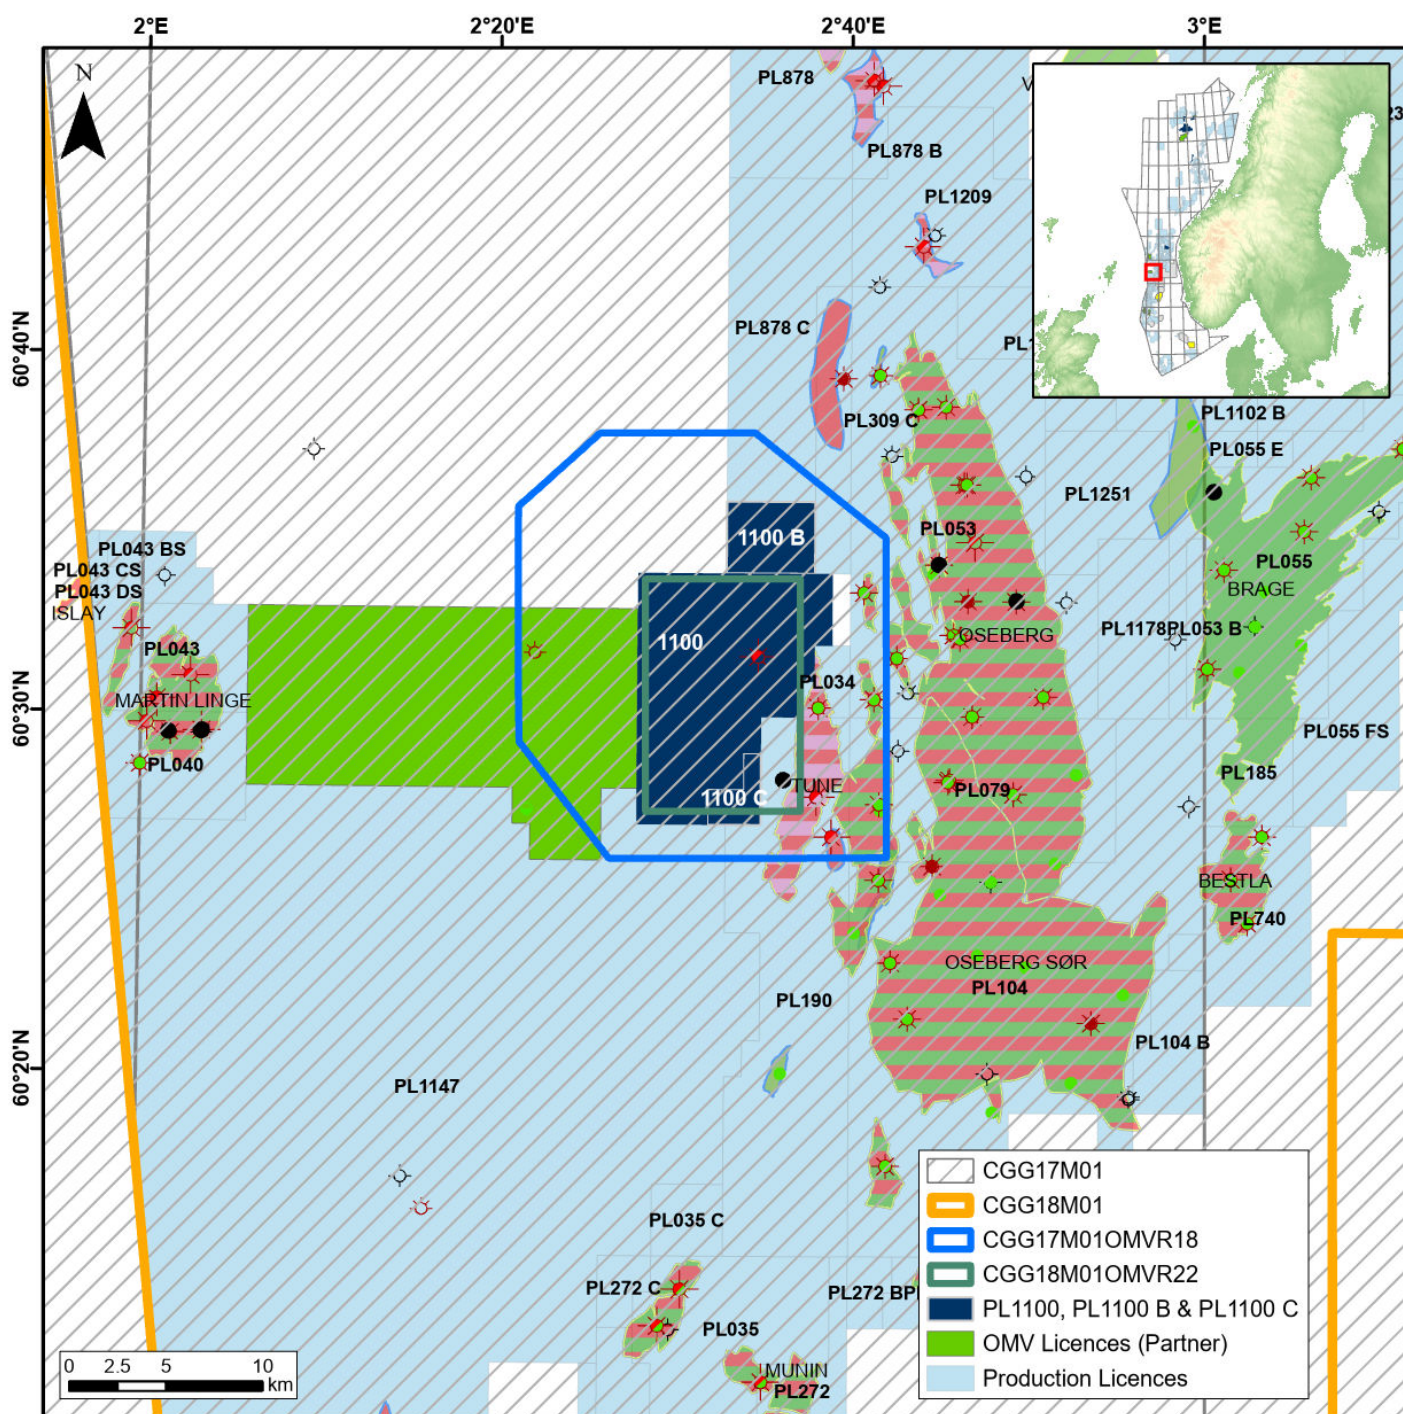 2°E
2°20'E
2°40'E
3°E
N
PL878
V
23
PL878 B
PL1209
60°40'N
PL878 C
PL1
PL309 C
PL1102 B
PL055 E
PL1251
1100 B
PL053
PL043 BS
PL043 CS
PL043 DS
ISLAY
PL055
BRAGE
PL1178
PL053 B
OSEBERG
1100
PL043
PL034
MARTIN LINGE
60°30'N
PL055 FS
PL040
PL185
TUNE
PL079
1100 C
BESTLA
PL740
OSEBERG SØR
PL104
PL190
PL104 B
60°20'N
PL1147
PL035 C
PL272 C
PL272 BPL
PL035
MUNIN
PL272
CGG17M01
CGG18M01
CGG17M01OMVR18
CGG18M01OMVR22
PL1100, PL1100 B & PL1100 C
OMV Licences (Partner)
Production Licences
0 2.5 5 10
km